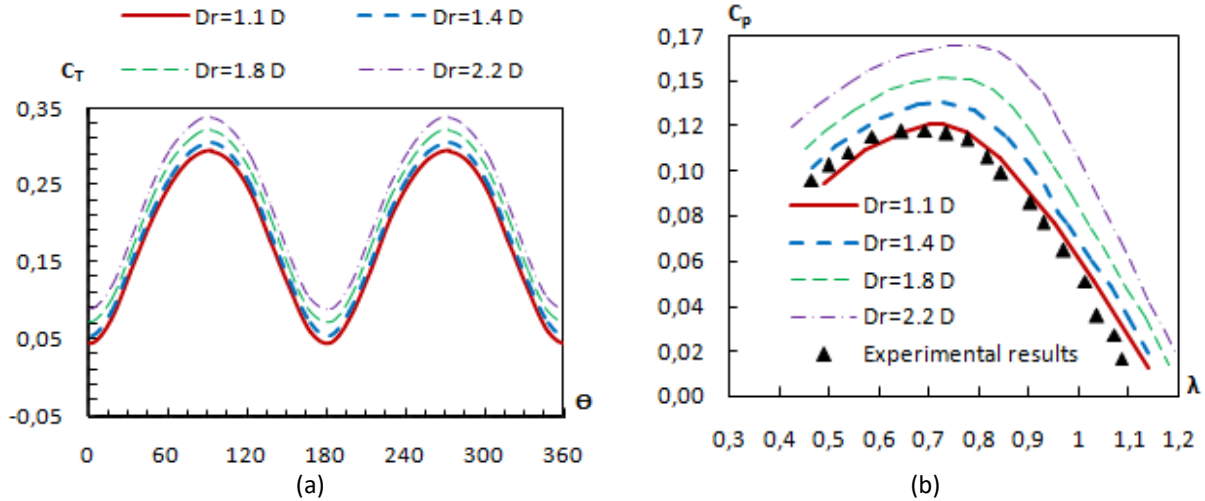 Dr=1.1 D
Dr=1.4 D
Dr=1.8 D
Dr=2.2 D
C_T
0,35
0,25
0,15
0,05
-0,05
0
60
120
180
240
300
360
Ɵ
(a)
C_p
0,17
0,15
0,12
0,10
0,08
0,06
0,04
0,02
0,00
Dr=1.1 D
Dr=1.4 D
Dr=1.8 D
Dr=2.2 D
Experimental results
λ
0,3
0,4
0,5
0,6
0,7
0,8
0,9
1
1,1
1,2
(b)